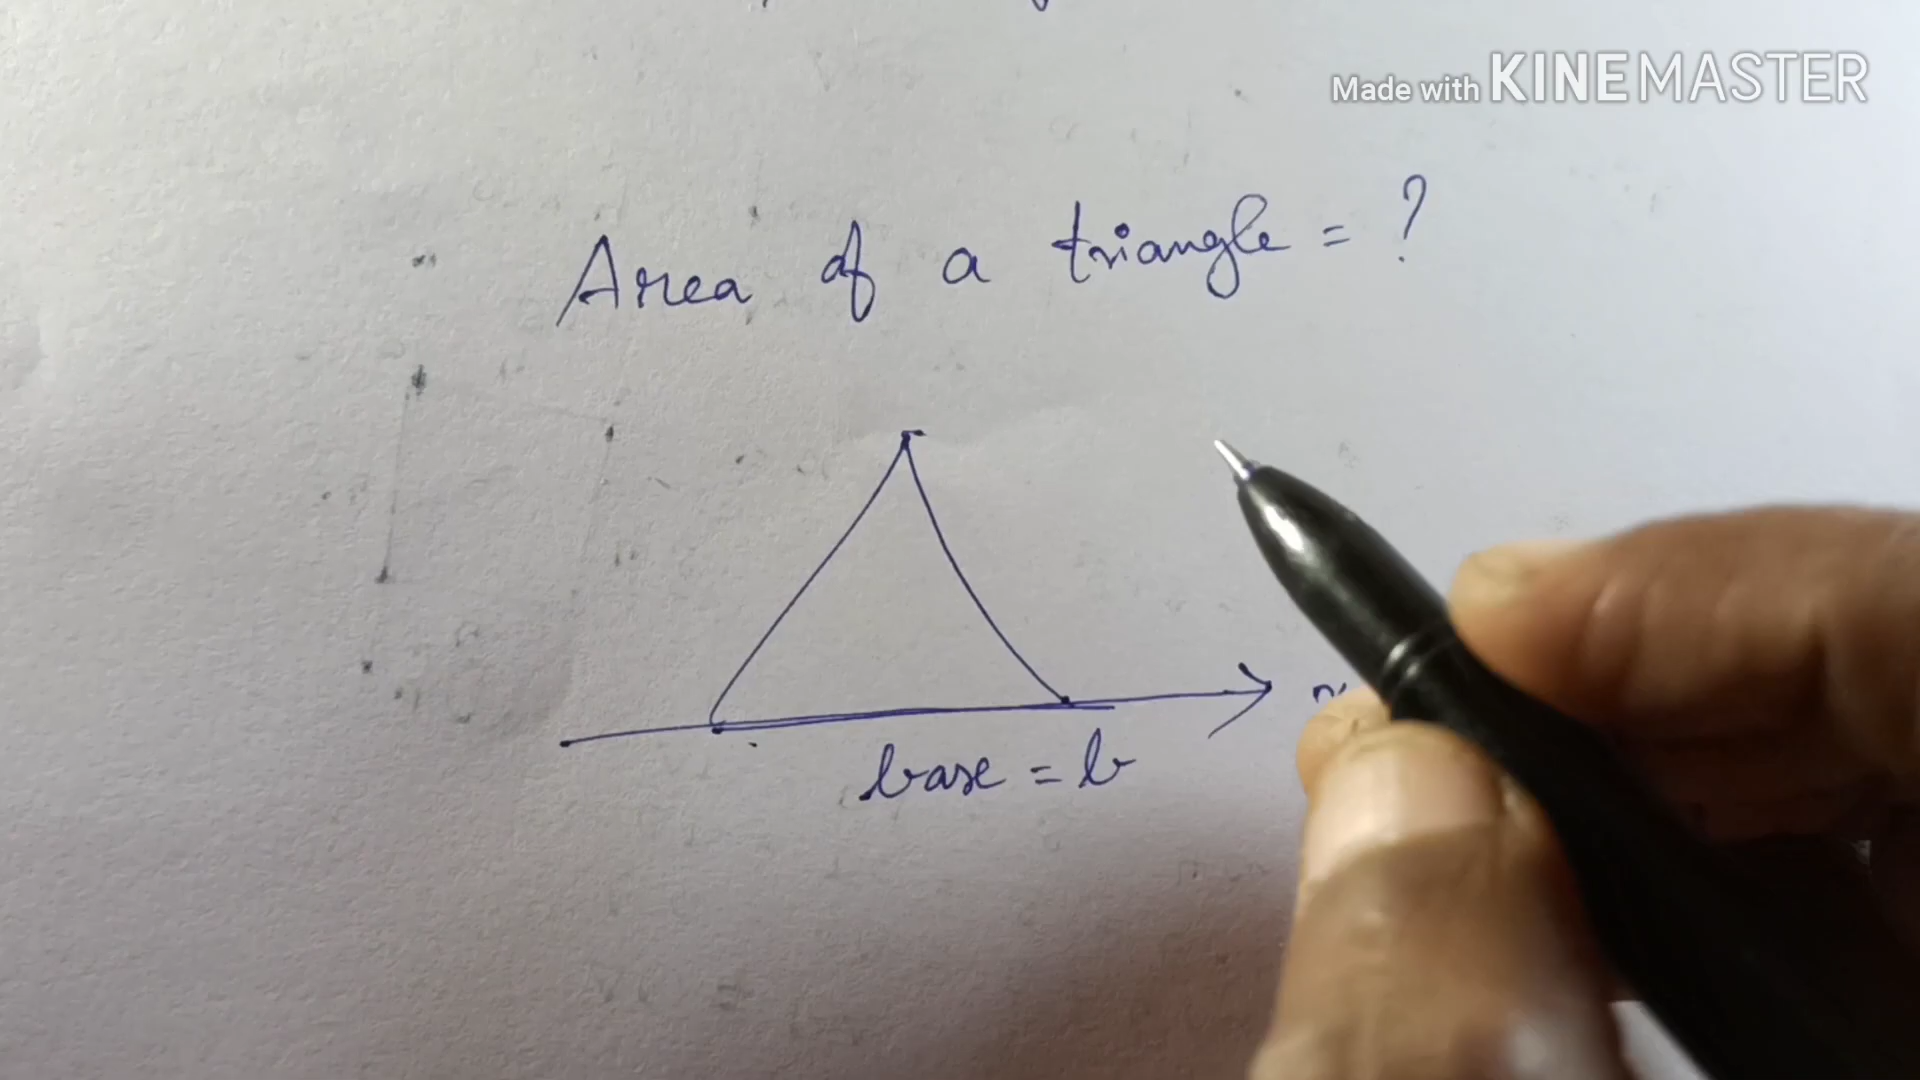 Made with KINEMASTER
Area of a triangle = ?
base = b